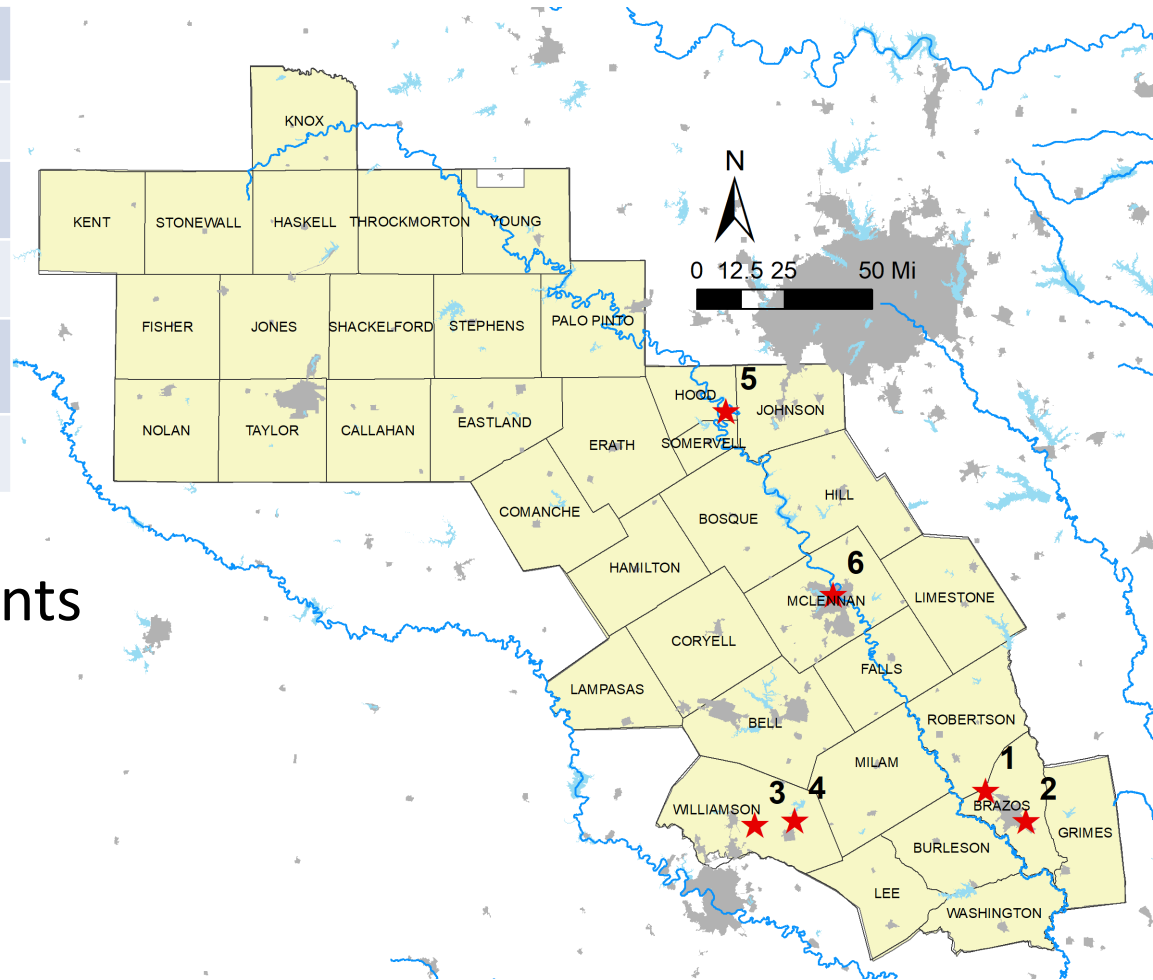 KNOX
N
KENT
STONEWALL
HASKELL
THROCKMORTON
YOUNG
0 12.5 25 50 Mi
FISHER
JONES
SHACKELFORD
STEPHENS
PALO PINTO
5
HOOD
JOHNSON
NOLAN
TAYLOR
CALLAHAN
EASTLAND
ERATH
SOMERVELL
HILL
COMANCHE
BOSQUE
6
HAMILTON
MCLENNAN
LIMESTONE
nts
CORYELL
FALLS
LAMPASAS
BELL
ROBERTSON
MILAM
1
3 4 2
WILLIAMSON
BRAZOS
GRIMES
BURLESON
LEE
WASHINGTON